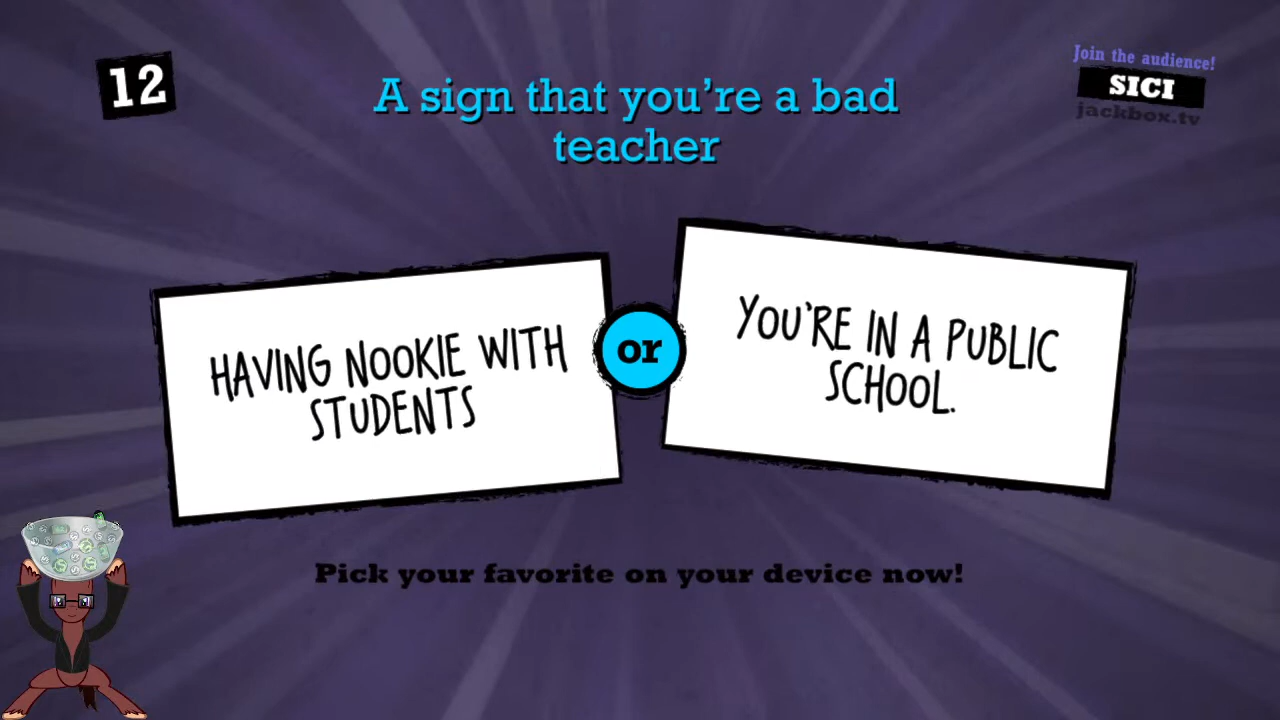 12
A sign that you're a bad
teacher
Join the audience!
SICI
jackbox.tv
HAVING NOOKIE WITH
STUDENTS
or
YOU'RE IN A PUBLIC
SCHOOL.
Pick your favorite on your device now!